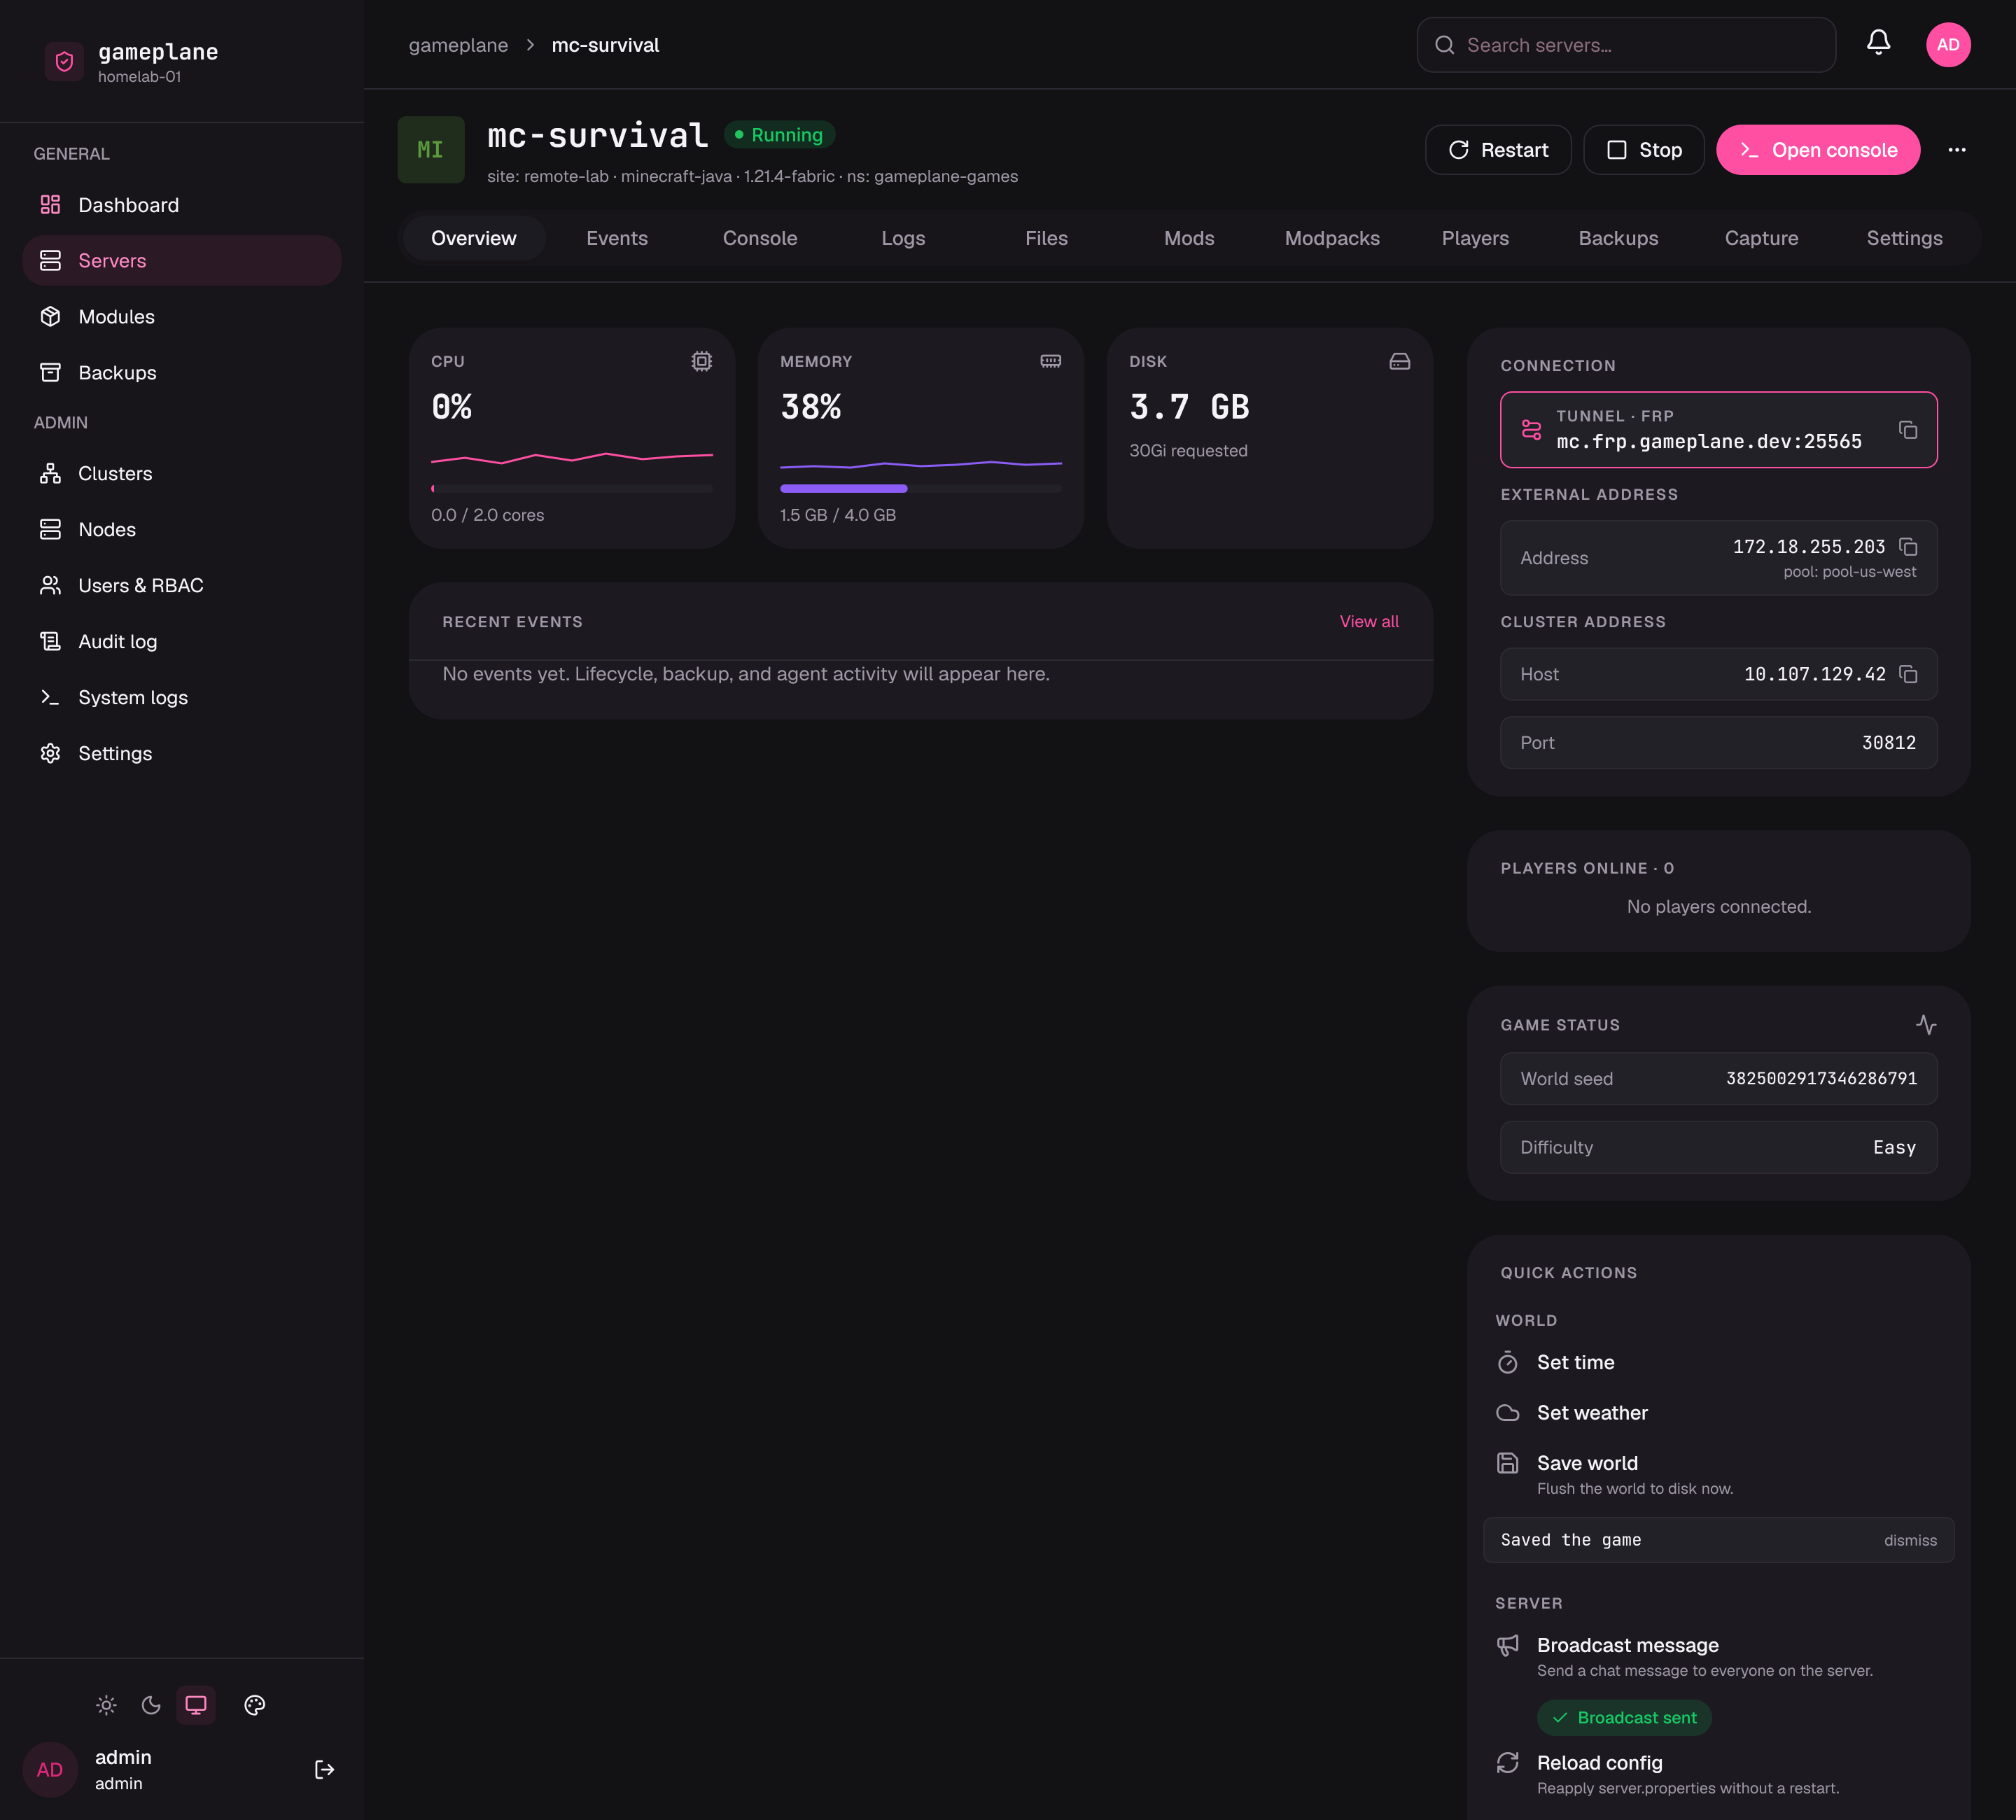 gameplane
homelab-01
GENERAL
Dashboard
Servers
Modules
Backups
ADMIN
Clusters
Nodes
Users & RBAC
Audit log
System logs
Settings
AD
admin
admin
gameplane > mc-survival
Search servers...
AD
MI
mc-survival
Running
site: remote-lab · minecraft-java · 1.21.4-fabric · ns: gameplane-games
Restart
Stop
Open console
Overview
Events
Console
Logs
Files
Mods
Modpacks
Players
Backups
Capture
Settings
CPU
0%
0.0 / 2.0 cores
MEMORY
38%
1.5 GB / 4.0 GB
DISK
3.7 GB
30Gi requested
RECENT EVENTS
View all
No events yet. Lifecycle, backup, and agent activity will appear here.
CONNECTION
TUNNEL · FRP
mc.frp.gameplane.dev:25565
EXTERNAL ADDRESS
Address
172.18.255.203
pool: pool-us-west
CLUSTER ADDRESS
Host
10.107.129.42
Port
30812
PLAYERS ONLINE · 0
No players connected.
GAME STATUS
World seed
3825002917346286791
Difficulty
Easy
QUICK ACTIONS
WORLD
Set time
Set weather
Save world
Flush the world to disk now.
Saved the game
dismiss
SERVER
Broadcast message
Send a chat message to everyone on the server.
Broadcast sent
Reload config
Reapply server.properties without a restart.